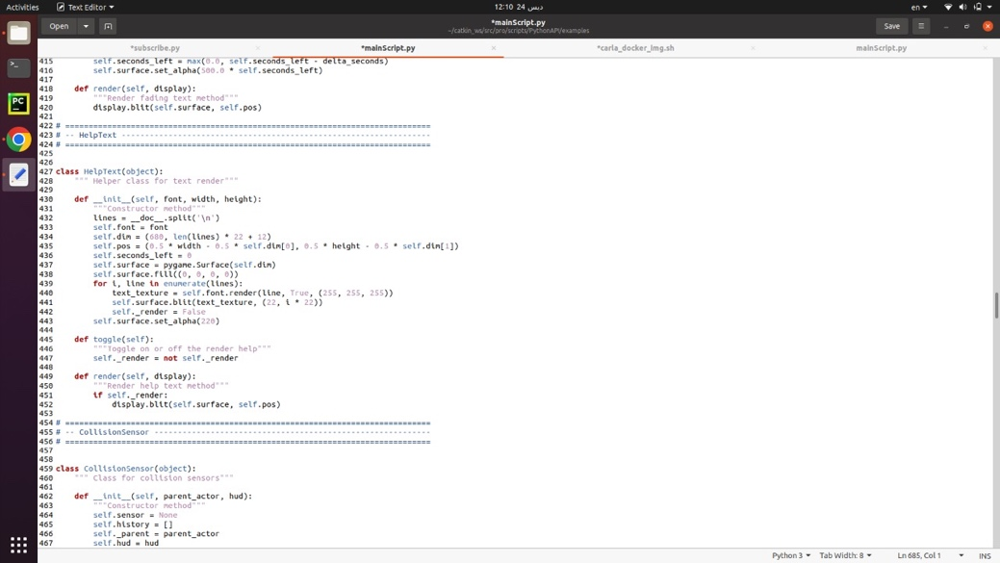 Activities Text Editor 12:10 24 دیس en
Open *mainScript.py Save
~/catkin_ws/src/pro/scripts/PythonAPI/examples
*subscribe.py *mainScript.py *carla_docker_img.sh mainScript.py
415 self.seconds_left = max(0.0, self.seconds_left - delta_seconds)
416 self.surface.set_alpha(500.0 * self.seconds_left)
417
418 def render(self, display):
419 """Render fading text method"""
420 display.blit(self.surface, self.pos)
421
422 # ==============================================================================
423 # -- HelpText ------------------------------------------------------------------
424 # ==============================================================================
425
426
427 class HelpText(object):
428 """ Helper class for text render"""
429
430 def __init__(self, font, width, height):
431 """Constructor method"""
432 lines = __doc__.split('\n')
433 self.font = font
434 self.dim = (680, len(lines) * 22 + 12)
435 self.pos = (0.5 * width - 0.5 * self.dim[0], 0.5 * height - 0.5 * self.dim[1])
436 self.seconds_left = 0
437 self.surface = pygame.Surface(self.dim)
438 self.surface.fill((0, 0, 0, 0))
439 for i, line in enumerate(lines):
440 text_texture = self.font.render(line, True, (255, 255, 255))
441 self.surface.blit(text_texture, (22, i * 22))
442 self._render = False
443 self.surface.set_alpha(220)
444
445 def toggle(self):
446 """Toggle on or off the render help"""
447 self._render = not self._render
448
449 def render(self, display):
450 """Render help text method"""
451 if self._render:
452 display.blit(self.surface, self.pos)
453
454 # ==============================================================================
455 # -- CollisionSensor -----------------------------------------------------------
456 # ==============================================================================
457
458
459 class CollisionSensor(object):
460 """ Class for collision sensors"""
461
462 def __init__(self, parent_actor, hud):
463 """Constructor method"""
464 self.sensor = None
465 self.history = []
466 self._parent = parent_actor
467 self.hud = hud
Python 3 Tab Width: 8 Ln 685, Col 1 INS